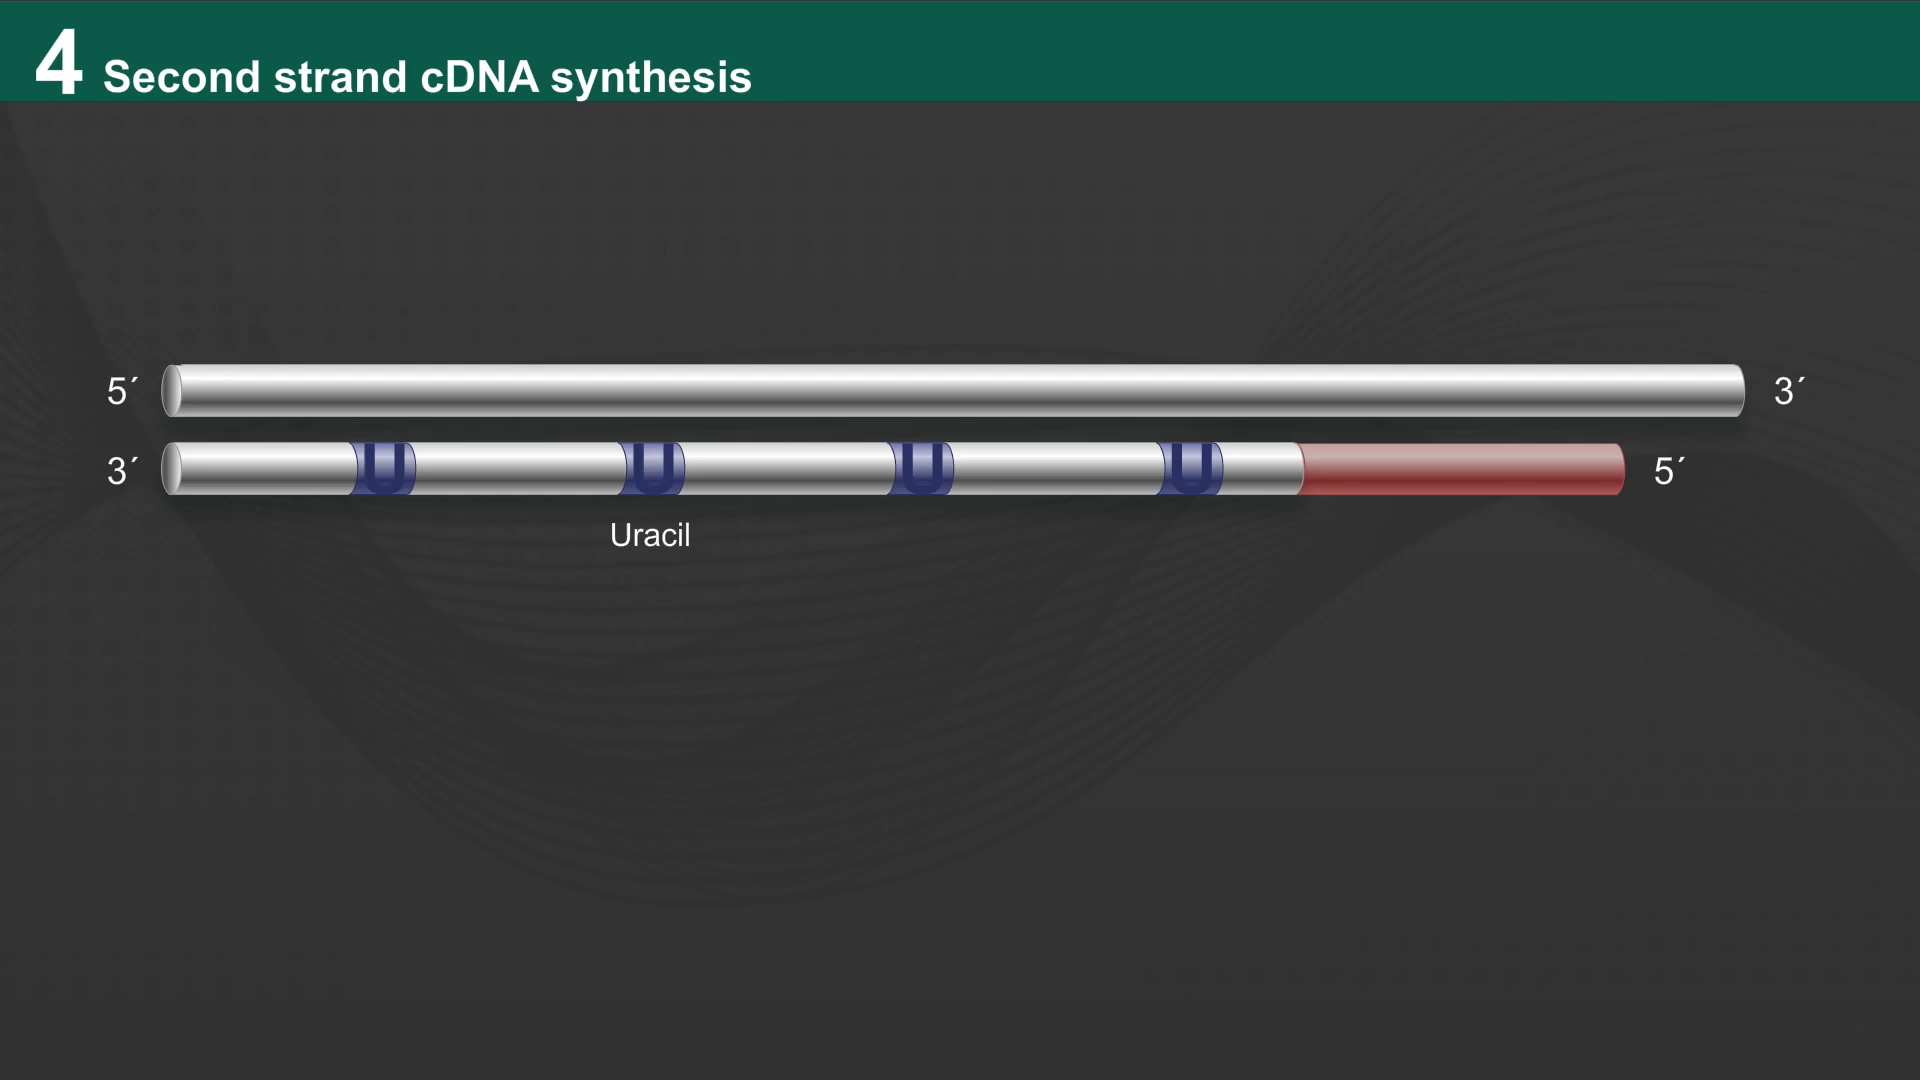 4 Second strand cDNA synthesis
5´ 3´
3´ U U U U 5´
Uracil